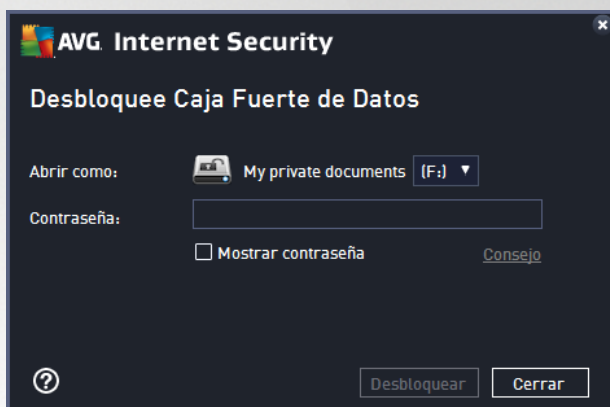 AVG. Internet Security
Desbloquee Caja Fuerte de Datos
Abrir como: My private documents (F:)
Contraseña:
Mostrar contraseña Consejo
Desbloquear Cerrar